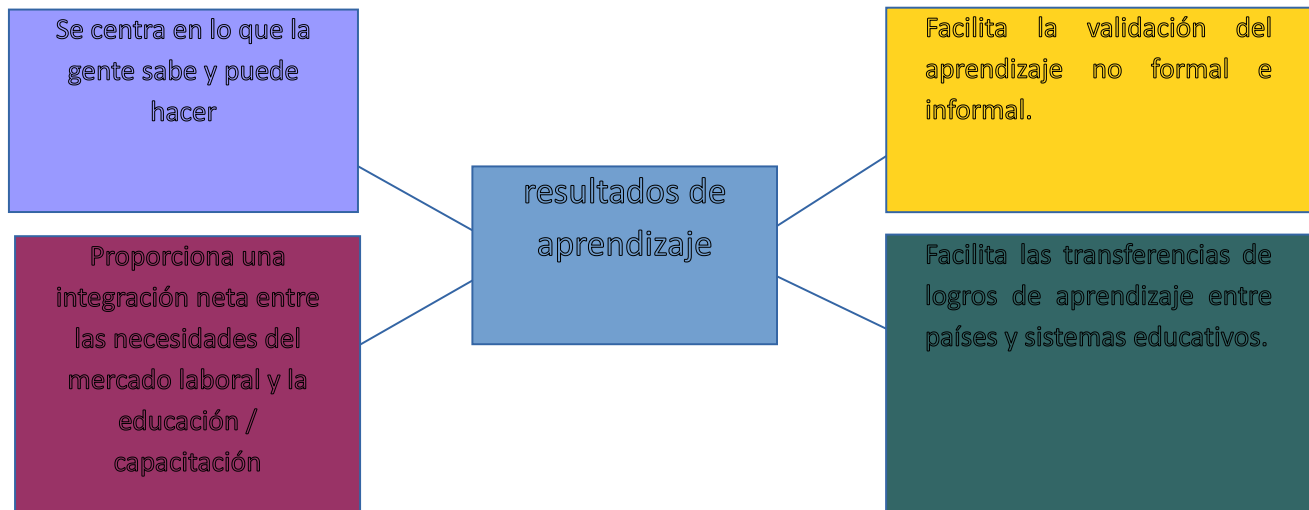 Se centra en lo que la
gente sabe y puede
hacer
Facilita la validación del
aprendizaje no formal e
informal.
resultados de
aprendizaje
Proporciona una
integración neta entre
las necesidades del
mercado laboral y la
educación /
capacitación
Facilita las transferencias de
logros de aprendizaje entre
países y sistemas educativos.